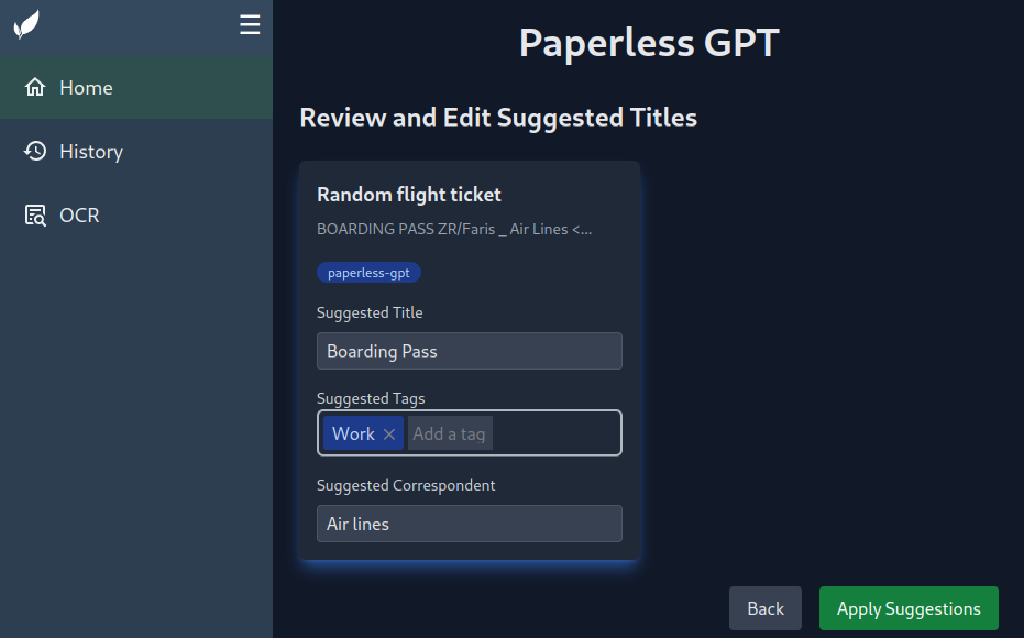 Paperless GPT
Home
History
OCR
Review and Edit Suggested Titles
Random flight ticket
BOARDING PASS ZR/Faris _ Air Lines <...
paperless-gpt
Suggested Title
Boarding Pass
Suggested Tags
Work × Add a tag
Suggested Correspondent
Air lines
Back Apply Suggestions